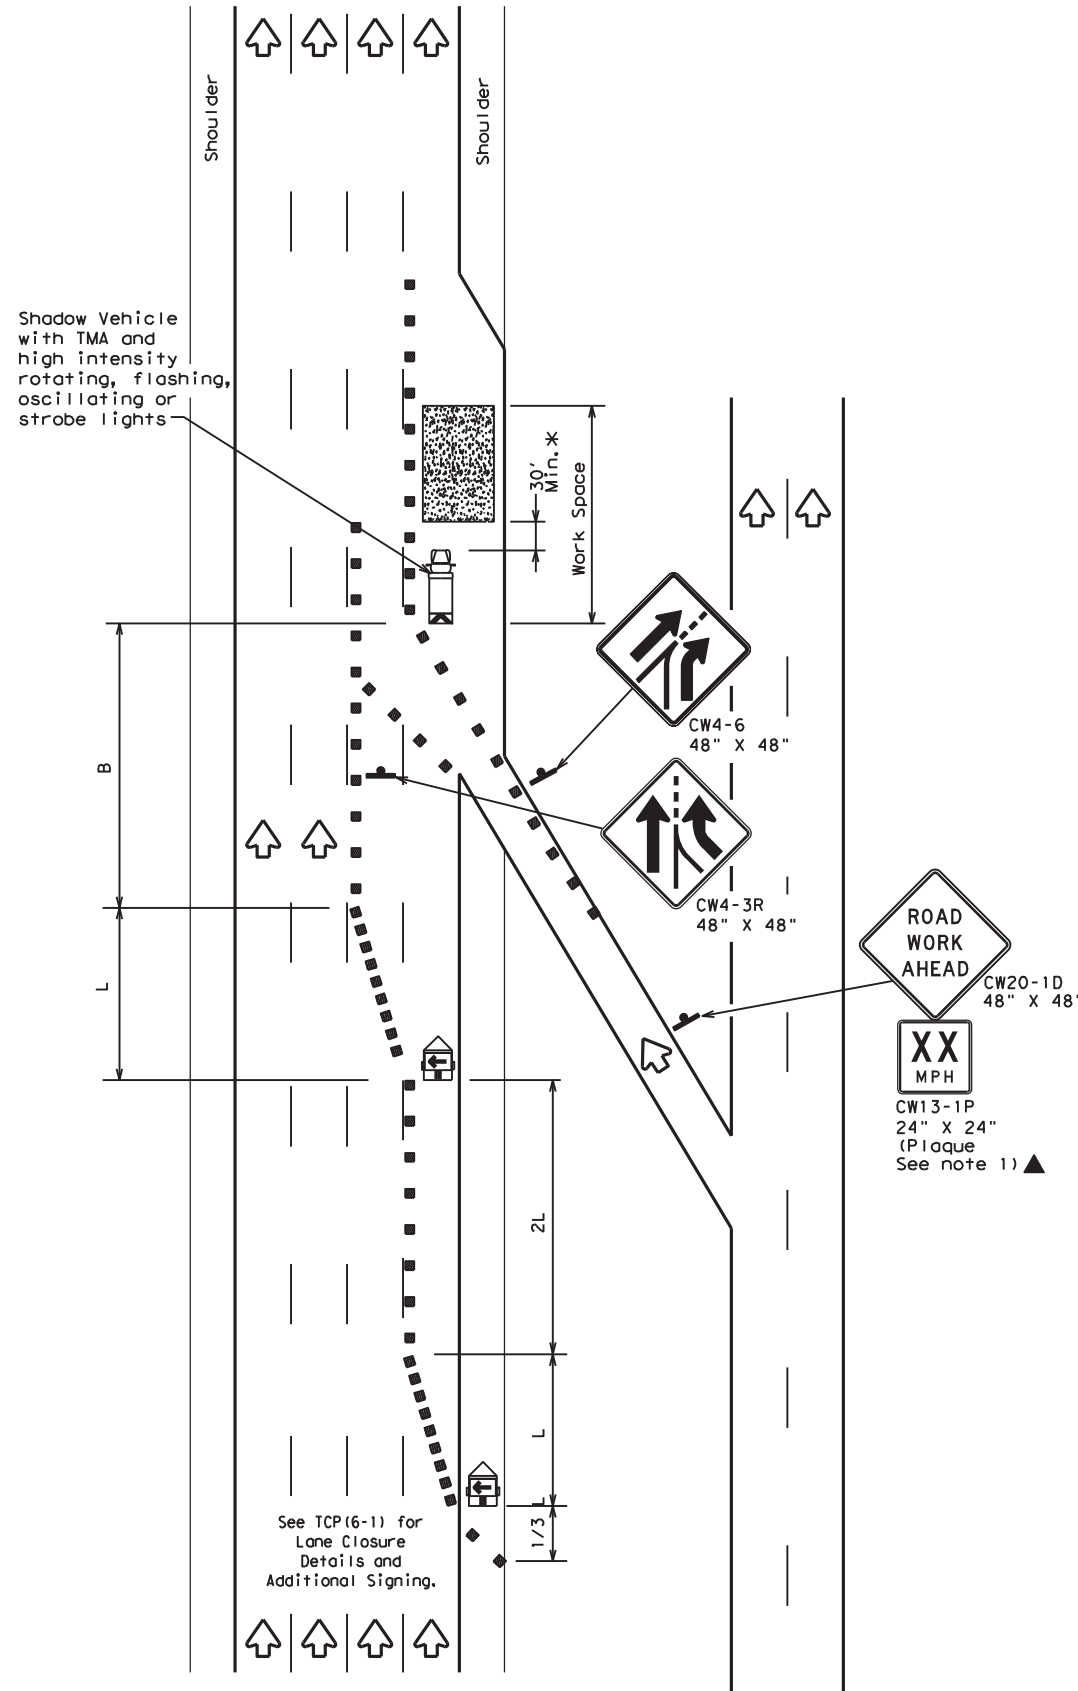 Shoulder
Shoulder
Shadow Vehicle
with TMA and
high intensity
rotating, flashing,
oscillating or
strobe lights
30'
Min.*
Work Space
CW4-6
48" X 48"
B
CW4-3R
48" X 48"
ROAD
WORK
AHEAD
CW20-1D
48" X 48"
L
XX
MPH
CW13-1P
24" X 24"
(Plaque
See note 1)▲
2L
L
1/3 L
See TCP(6-1) for
Lane Closure
Details and
Additional Signing.